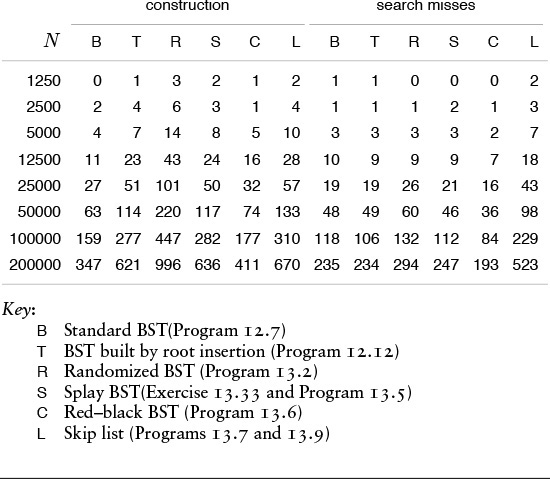 construction search misses
N B T R S C L B T R S C L
1250 0 1 3 2 1 2 1 1 0 0 0 2
2500 2 4 6 3 1 4 1 1 1 2 1 3
5000 4 7 14 8 5 10 3 3 3 3 2 7
12500 11 23 43 24 16 28 10 9 9 9 7 18
25000 27 51 101 50 32 57 19 19 26 21 16 43
50000 63 114 220 117 74 133 48 49 60 46 36 98
100000 159 277 447 282 177 310 118 106 132 112 84 229
200000 347 621 996 636 411 670 235 234 294 247 193 523
Key:
B Standard BST(Program 12.7)
T BST built by root insertion (Program 12.12)
R Randomized BST (Program 13.2)
S Splay BST(Exercise 13.33 and Program 13.5)
C Red–black BST (Program 13.6)
L Skip list (Programs 13.7 and 13.9)